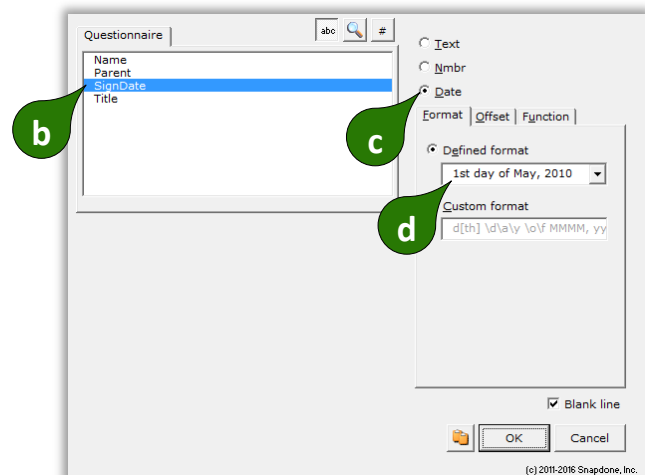 Questionnaire
abc
#
Name
Parent
SignDate
Title
b
Text
Nmbr
Date
c
Format
Offset
Function
Defined format
1st day of May, 2010
d
Custom format
d[th] \d\a\y \o\f MMMM, yy
Blank line
OK
Cancel
(c) 2011-2016 Snapdone, Inc.